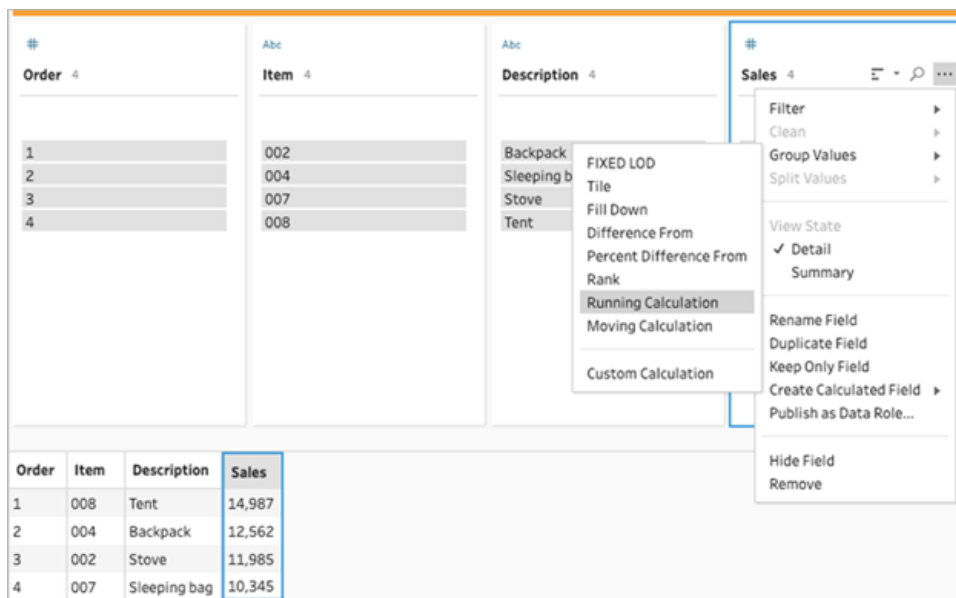 Abc
Abc
Order 4
Item 4
Description 4
Sales 4
1
2
3
4
002
004
007
008
Backpack
Sleeping b
Stove
Tent
FIXED LOD
Tile
Fill Down
Difference From
Percent Difference From
Rank
Running Calculation
Moving Calculation
Custom Calculation
Filter
Clean
Group Values
Split Values
View State
Detail
Summary
Rename Field
Duplicate Field
Keep Only Field
Create Calculated Field
Publish as Data Role...
Hide Field
Remove
Order Item Description Sales
1 008 Tent 14,987
2 004 Backpack 12,562
3 002 Stove 11,985
4 007 Sleeping bag 10,345